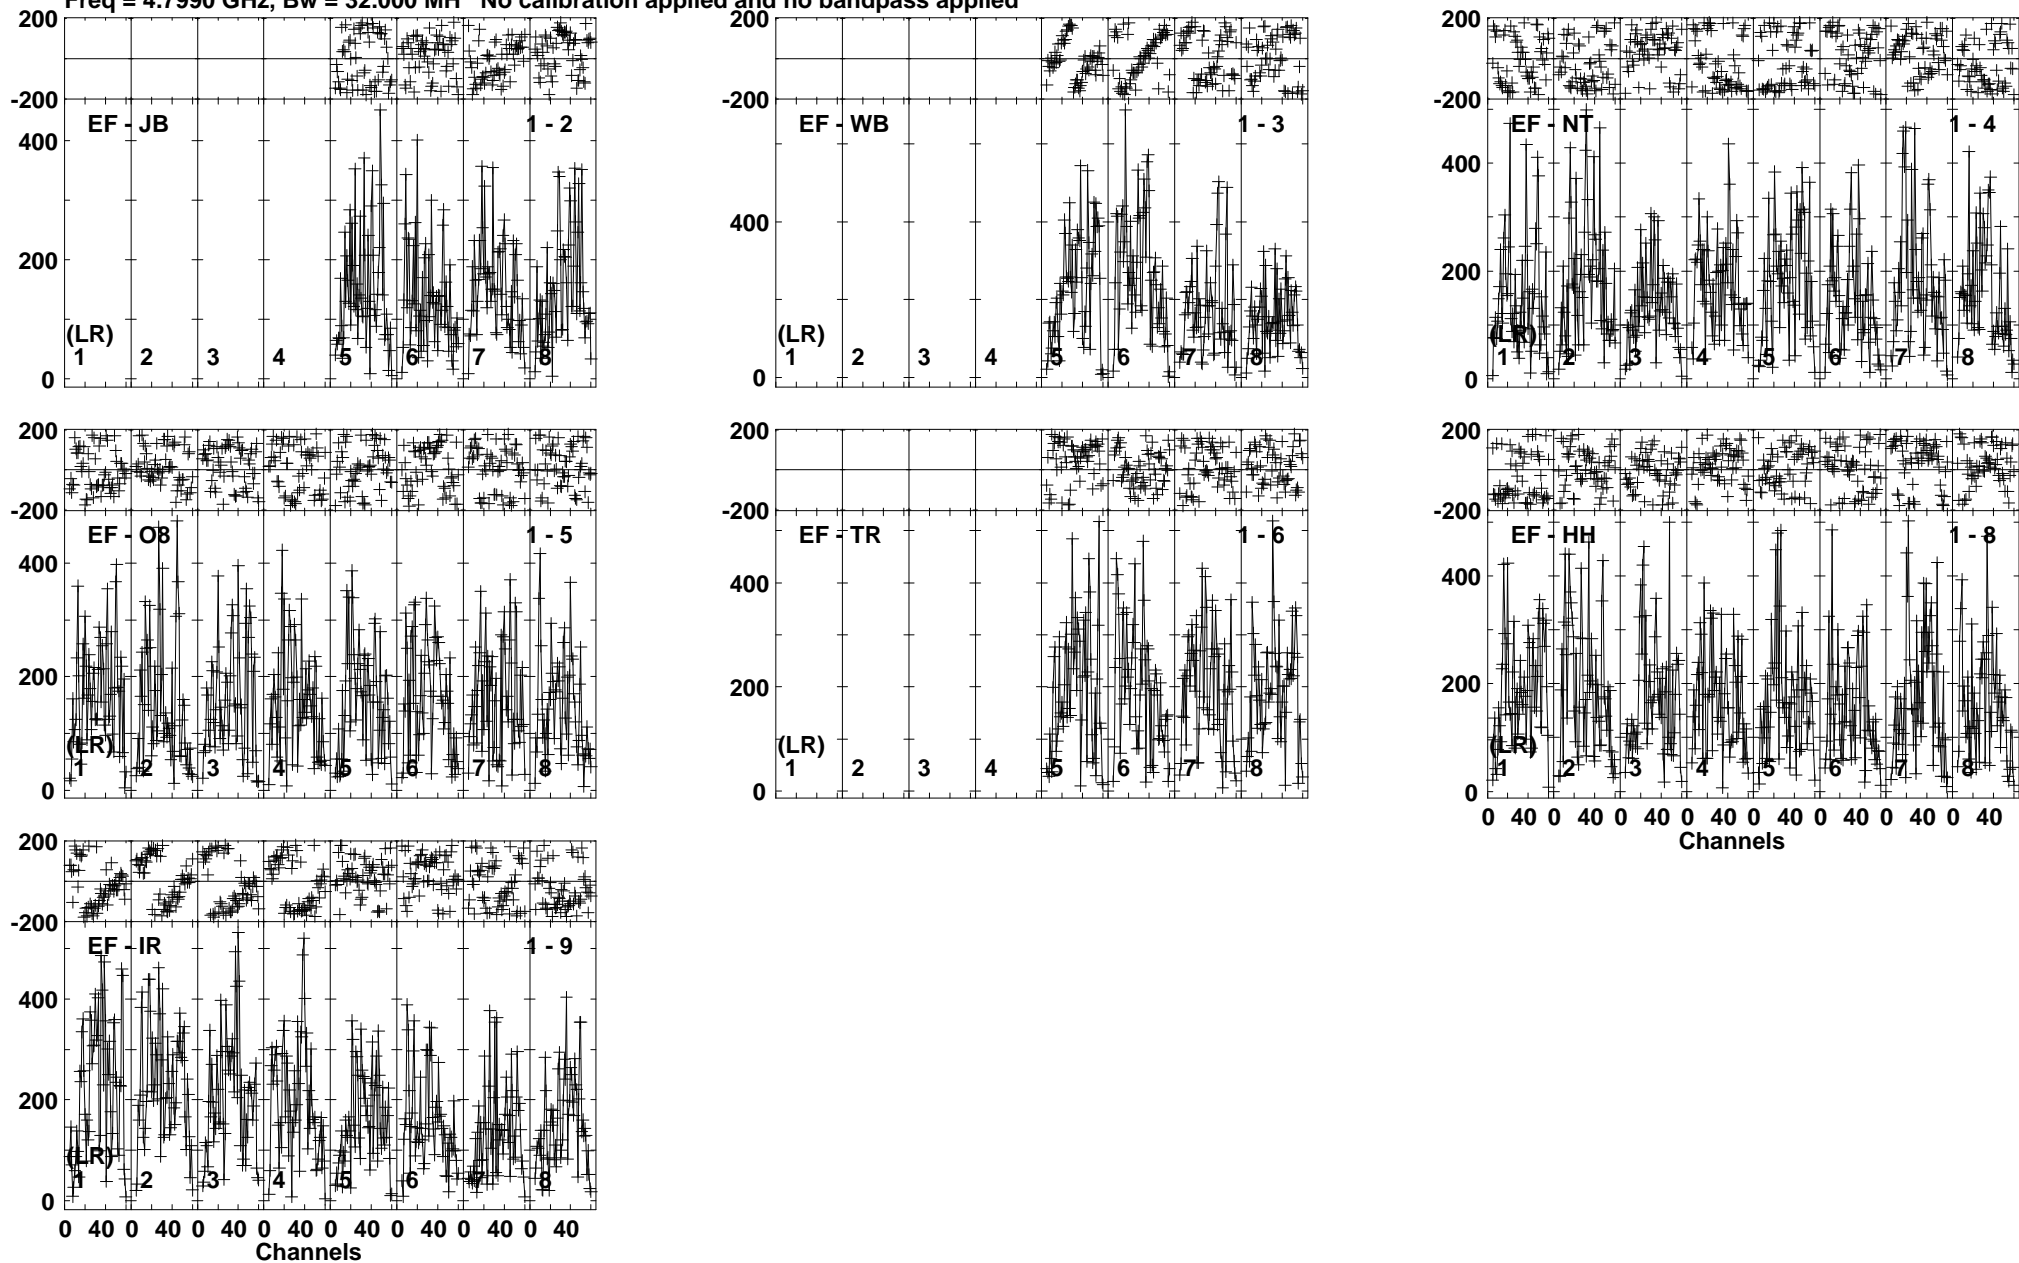 Freq = 4.7990 GHz, Bw = 32.000 MH No calibration applied and no bandpass applied
200
-200
EF - JB 1 - 2
400
200
0
(LR)
1 2 3 4 5 6 7 8
200
-200
EF - WB 1 - 3
400
0
(LR)
1 2 3 4 5 6 7 8
200
-200
EF - NT 1 - 4
400
200
0
(LR)
1 2 3 4 5 6 7 8
200
-200
EF - O8 1 - 5
400
200
0
(LR)
1 2 3 4 5 6 7 8
200
-200
EF - TR 1 - 6
400
200
0
(LR)
1 2 3 4 5 6 7 8
200
-200
EF - HH 1 - 8
400
200
0
(LR)
1 2 3 4 5 6 7 8
0 40 0 40 0 40 0 40 0 40 0 40 0 40 0 40
Channels
200
-200
EF - IR 1 - 9
400
200
0
(LR)
1 2 3 4 5 6 7 8
0 40 0 40 0 40 0 40 0 40 0 40 0 40 0 40
Channels